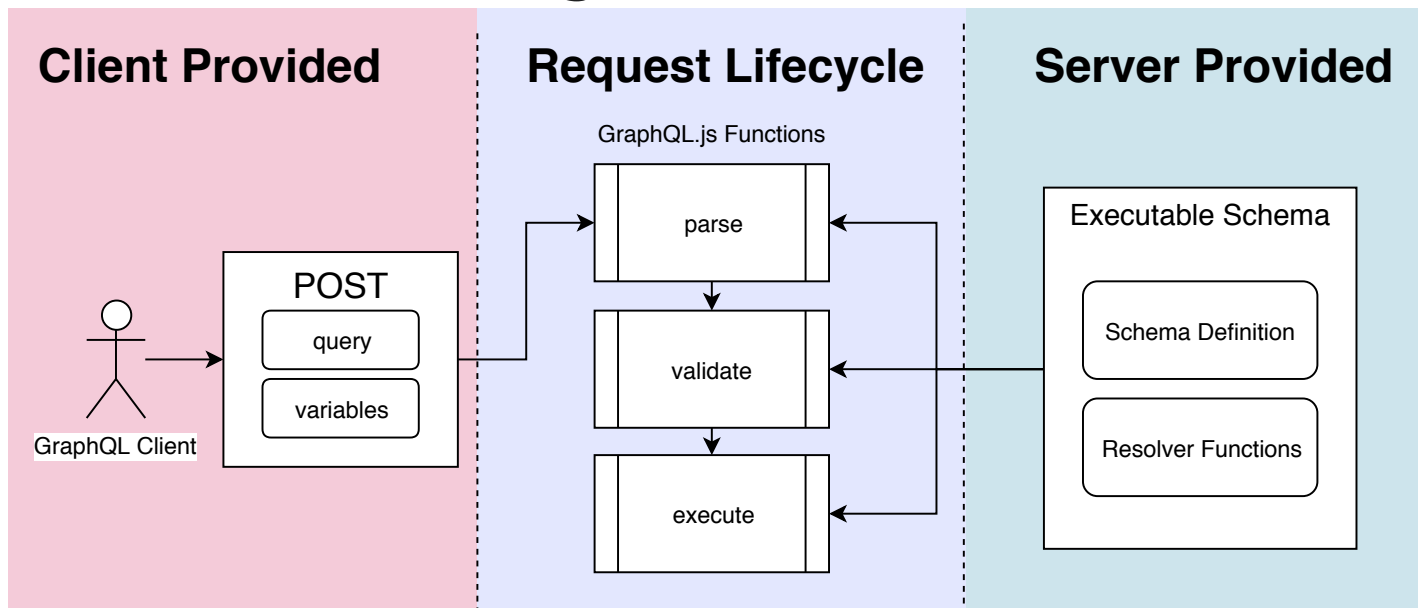 Client Provided
Request Lifecycle
Server Provided
GraphQL.js Functions
parse
validate
execute
POST
query
variables
GraphQL Client
Executable Schema
Schema Definition
Resolver Functions